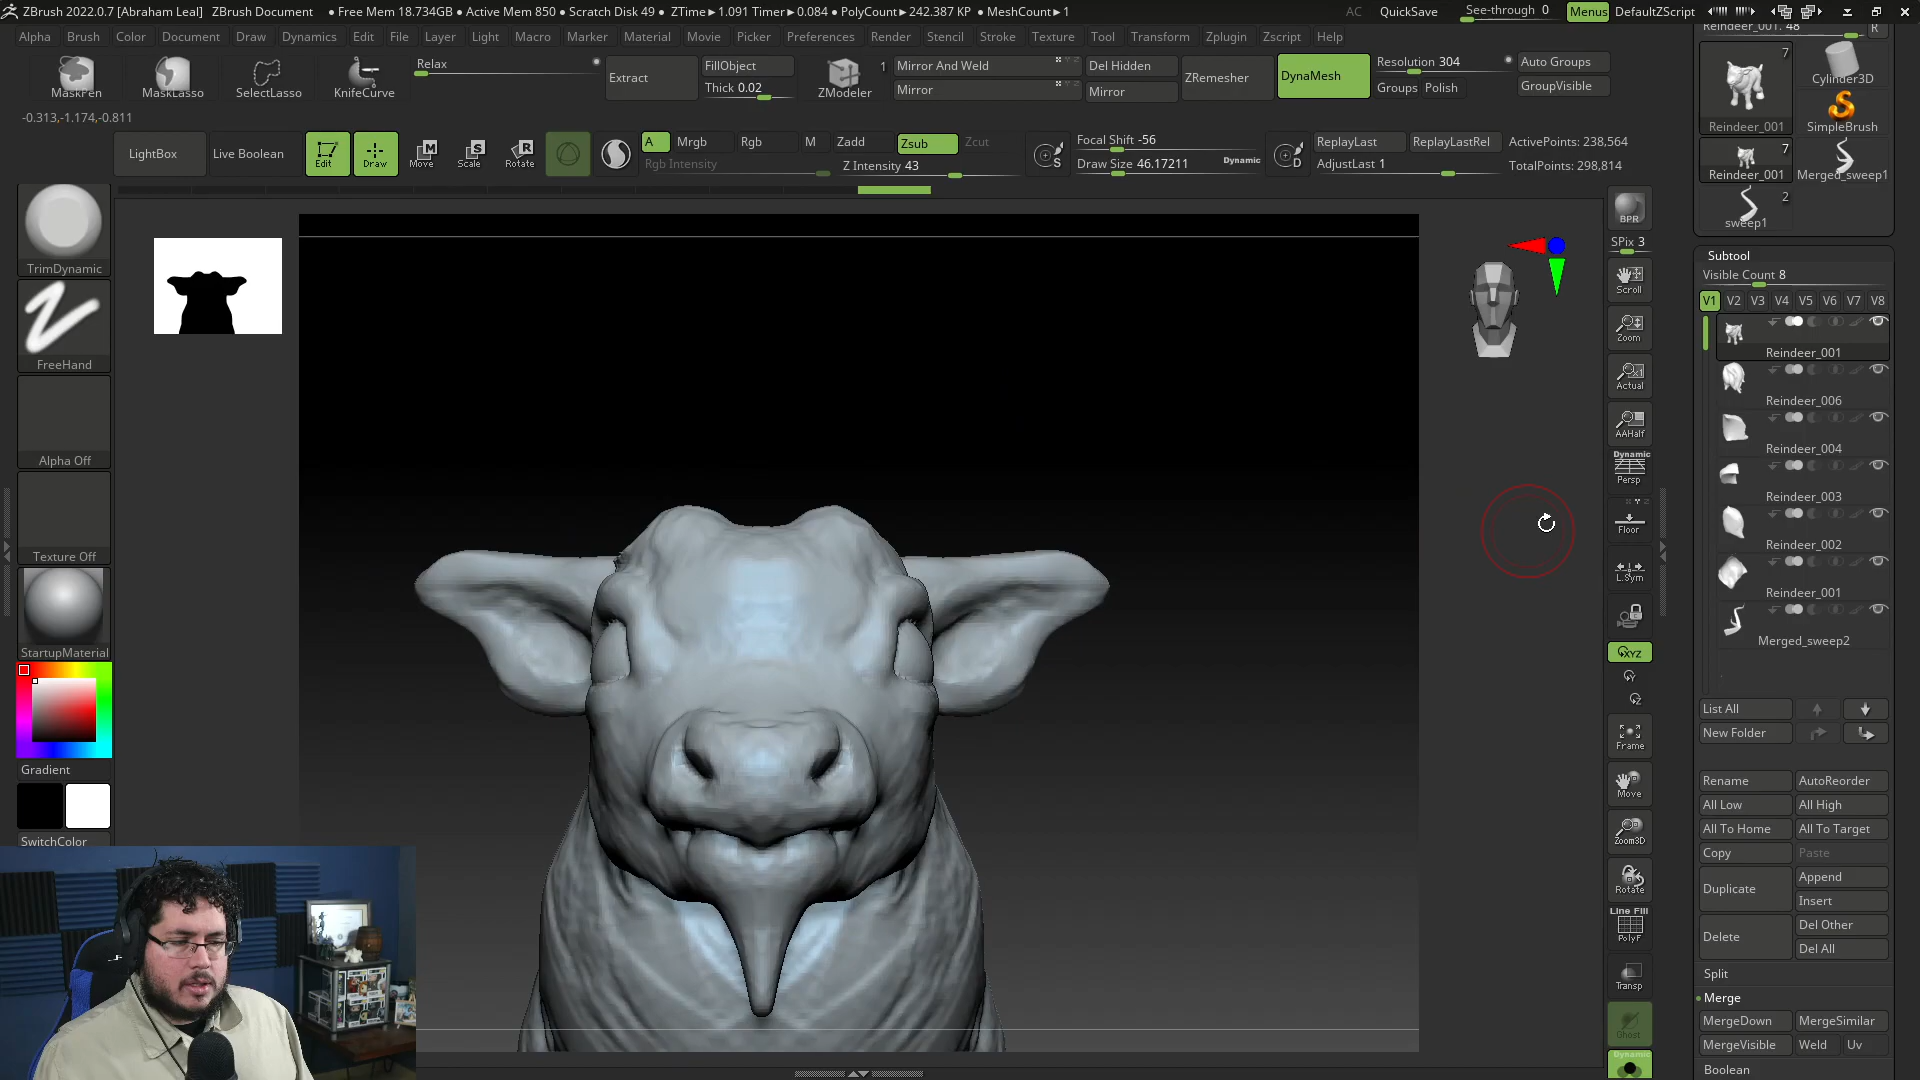 ZBrush 2022.0.7 [Abraham Leal] ZBrush Document ● Free Mem 18.734GB ● Active Mem 850 ● Scratch Disk 49 ● ZTime►1.091 Timer►0.084 ● PolyCount►242.387 KP ● MeshCount►1 AC QuickSave See-through 0 Menus DefaultZScript
Alpha Brush Color Document Draw Dynamics Edit File Layer Light Macro Marker Material Movie Picker Preferences Render Stencil Stroke Texture Tool Transform Zplugin Zscript Help
Reindeer_001. 48 R
MaskPen MaskLasso SelectLasso KnifeCurve Relax Extract FillObject Thick 0.02 1 ZModeler Mirror And Weld Mirror Del Hidden Mirror ZRemesher DynaMesh Resolution 304 Groups Polish Auto Groups GroupVisible
-0.313,-1.174,-0.811
LightBox Live Boolean Edit Draw Move Scale Rotate A Mrgb Rgb M Zadd Zsub Zcut
Rgb Intensity Z Intensity 43
S Focal Shift -56 Draw Size 46.17211 Dynamic D ReplayLast ReplayLastRel AdjustLast 1
ActivePoints: 238,564
TotalPoints: 298,814
TrimDynamic
FreeHand
Alpha Off
Texture Off
StartupMaterial
Gradient
SwitchColor
BPR
SPix 3
Scroll
Zoom
Actual
AAHalf
Dynamic
Persp
Floor
L.Sym
XYZ
Frame
Move
Zoom3D
Rotate
Line Fill
PolyF
Transp
Ghost
Dynamic
7
Reindeer_001
Cylinder3D
SimpleBrush
7
Reindeer_001
Merged_sweep1
2
sweep1
Subtool
Visible Count 8
V1 V2 V3 V4 V5 V6 V7 V8
Reindeer_001
Reindeer_006
Reindeer_004
Reindeer_003
Reindeer_002
Reindeer_001
Merged_sweep2
List All
New Folder
Rename AutoReorder
All Low All High
All To Home All To Target
Copy Paste
Duplicate Append
Insert
Delete Del Other
Del All
Split
Merge
MergeDown MergeSimilar
MergeVisible Weld Uv
Boolean